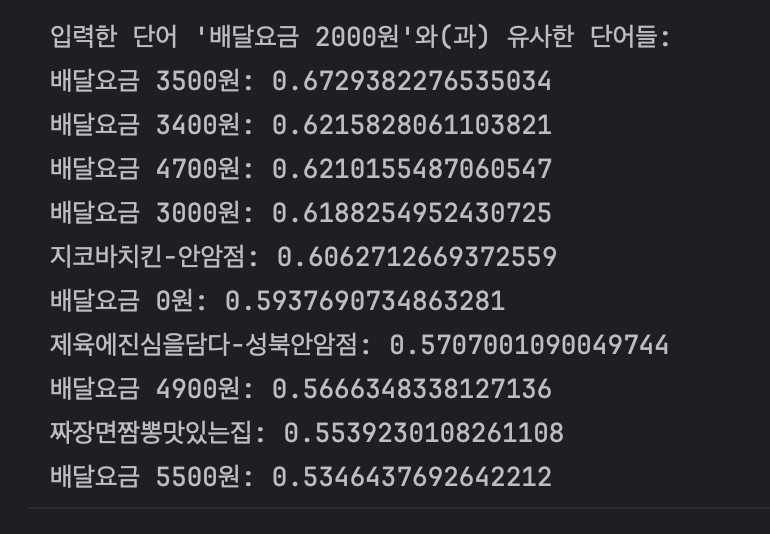 입력한 단어 '배달요금 2000원'와(과) 유사한 단어들:
배달요금 3500원: 0.6729382276535034
배달요금 3400원: 0.6215828061103821
배달요금 4700원: 0.6210155487060547
배달요금 3000원: 0.6188254952430725
지코바치킨-안암점: 0.6062712669372559
배달요금 0원: 0.5937690734863281
제육에진심을담다-성북안암점: 0.5707001090049744
배달요금 4900원: 0.5666348338127136
짜장면짬뽕맛있는집: 0.5539230108261108
배달요금 5500원: 0.5346437692642212